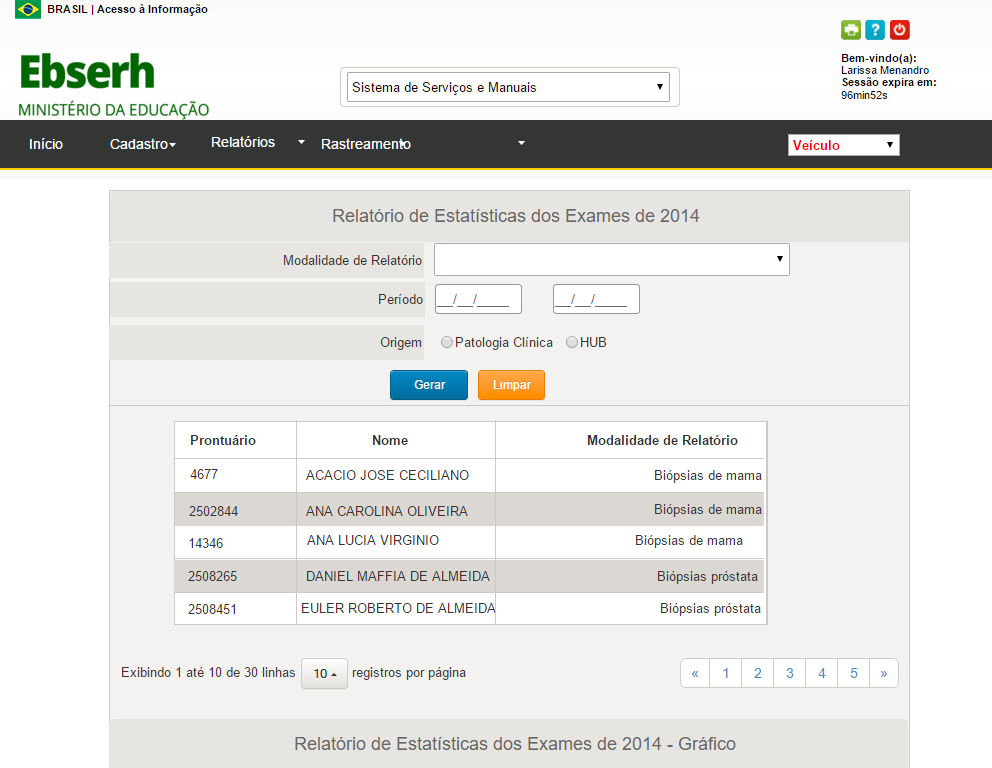 BRASIL | Acesso à Informação
?
Ebserh
MINISTÉRIO DA EDUCAÇÃO
Sistema de Serviços e Manuais
Bem-vindo(a):
Larissa Menandro
Sessão expira em:
96min52s
Início Cadastro Relatórios Rastreamento Veículo
Relatório de Estatísticas dos Exames de 2014
Modalidade de Relatório
Período __/__/____ __/__/____
Origem Patologia Clínica HUB
Gerar Limpar
Prontuário Nome Modalidade de Relatório
4677 ACACIO JOSE CECILIANO Biópsias de mama
2502844 ANA CAROLINA OLIVEIRA Biópsias de mama
14346 ANA LUCIA VIRGINIO Biópsias de mama
2508265 DANIEL MAFFIA DE ALMEIDA Biópsias próstata
2508451 EULER ROBERTO DE ALMEIDA Biópsias próstata
Exibindo 1 até 10 de 30 linhas 10 registros por página « 1 2 3 4 5 »
Relatório de Estatísticas dos Exames de 2014 - Gráfico